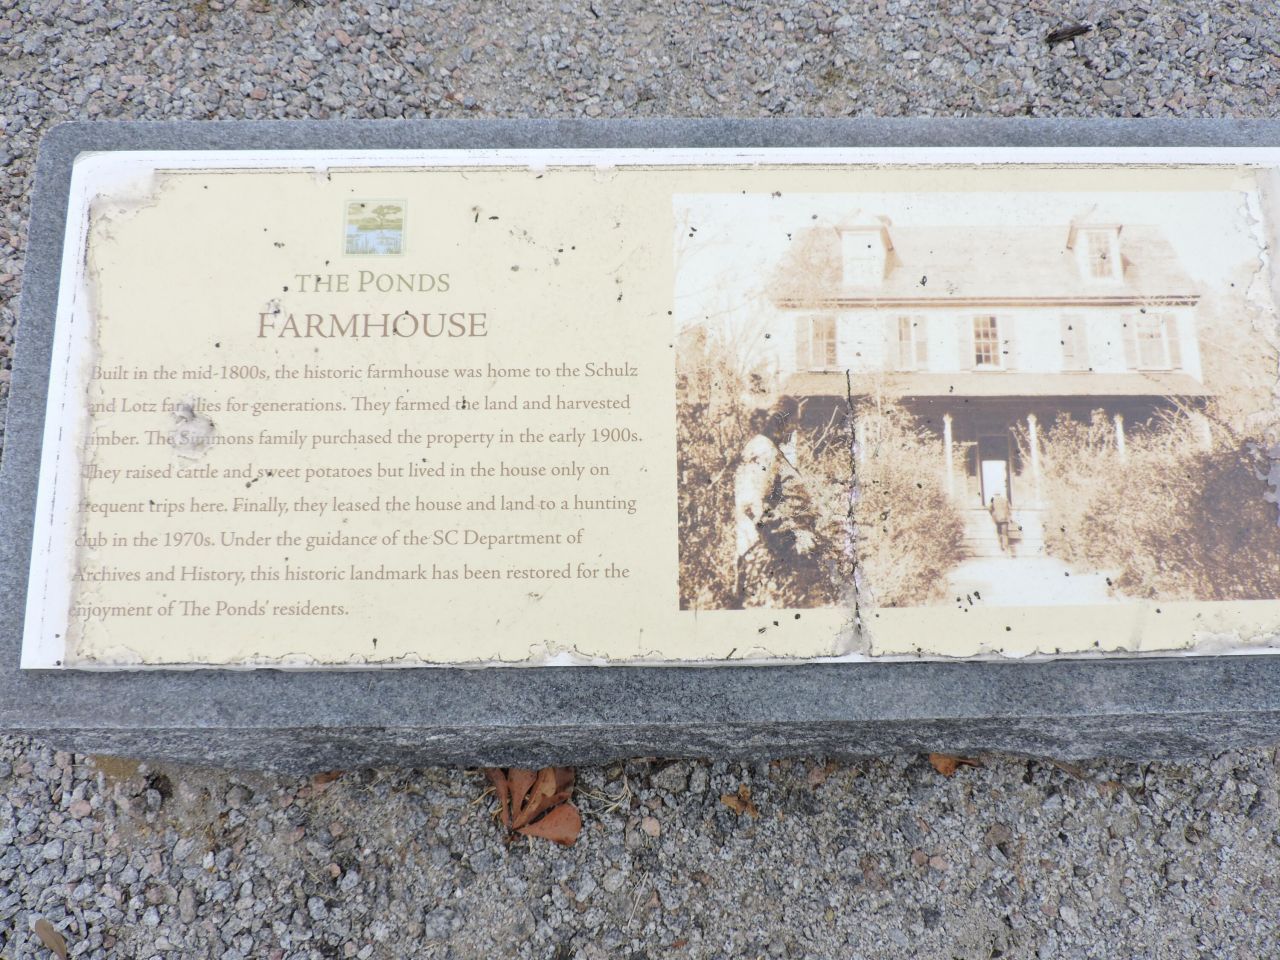 THE PONDS
FARMHOUSE
Built in the mid-1800s, the historic farmhouse was home to the Schulz
and Lotz families for generations. They farmed the land and harvested
timber. The Simmons family purchased the property in the early 1900s.
They raised cattle and sweet potatoes but lived in the house only on
frequent trips here. Finally, they leased the house and land to a hunting
club in the 1970s. Under the guidance of the SC Department of
Archives and History, this historic landmark has been restored for the
enjoyment of The Ponds' residents.